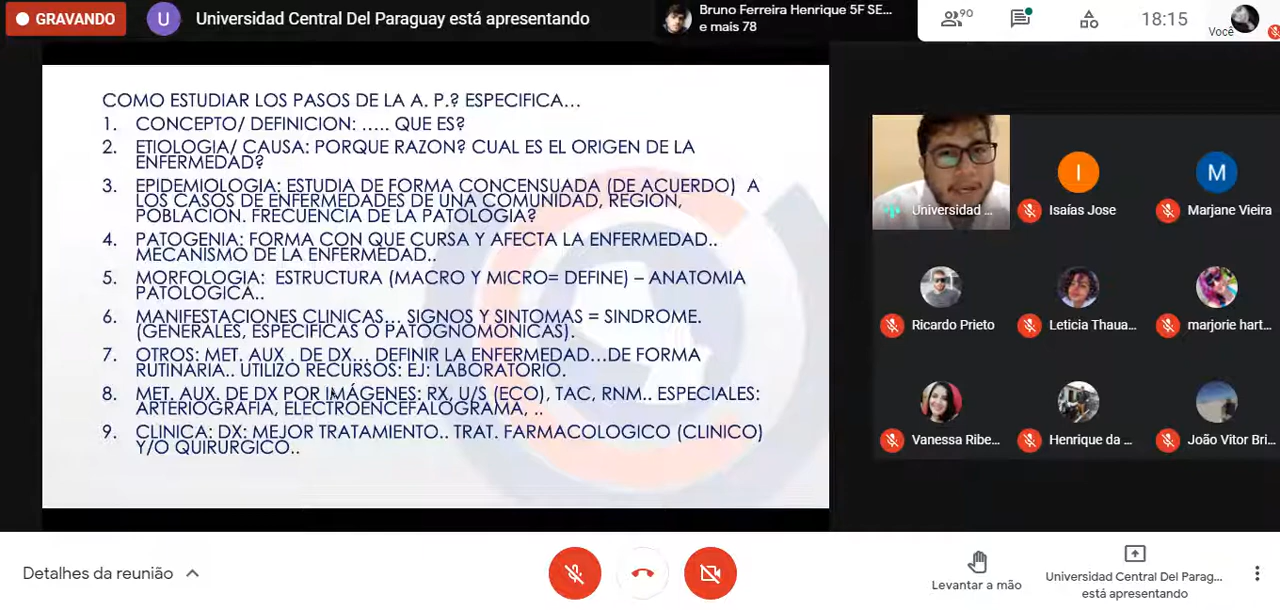 GRAVANDO
U
Universidad Central Del Paraguay está apresentando
Bruno Ferreira Henrique 5F SE...
e mais 78
90
18:15
Você
COMO ESTUDIAR LOS PASOS DE LA A. P.? ESPECIFICA...
1. CONCEPTO/ DEFINICION: ..... QUE ES?
2. ETIOLOGIA/ CAUSA: PORQUE RAZON? CUAL ES EL ORIGEN DE LA
ENFERMEDAD?
3. EPIDEMIOLOGIA: ESTUDIA DE FORMA CONCENSUADA (DE ACUERDO) A
LOS CASOS DE ENFERMEDADES DE UNA COMUNIDAD, REGION,
POBLACION. FRECUENCIA DE LA PATOLOGIA?
4. PATOGENIA: FORMA CON QUE CURSA Y AFECTA LA ENFERMEDAD..
MECANISMO DE LA ENFERMEDAD..
5. MORFOLOGIA: ESTRUCTURA (MACRO Y MICRO= DEFINE) – ANATOMIA
PATOLOGICA..
6. MANIFESTACIONES CLINICAS... SIGNOS Y SINTOMAS = SINDROME.
(GENERALES, ESPECIFICAS O PATOGNOMONICAS).
7. OTROS: MET. AUX . DE DX... DEFINIR LA ENFERMEDAD...DE FORMA
RUTINARIA.. UTILIZO RECURSOS: EJ: LABORATORIO.
8. MET. AUX. DE DX POR IMÁGENES: RX, U/S (ECO), TAC, RNM.. ESPECIALES:
ARTERIOGRAFIA, ELECTROENCEFALOGRAMA, ..
9. CLINICA: DX: MEJOR TRATAMIENTO.. TRAT. FARMACOLOGICO (CLINICO)
Y/O QUIRURGICO..
Universidad ...
I
Isaías Jose
M
Marjane Vieira
Ricardo Prieto
Leticia Thaua...
marjorie hart...
Vanessa Ribe...
Henrique da ...
João Vitor Bri...
Detalhes da reunião
Levantar a mão
Universidad Central Del Parag...
está apresentando